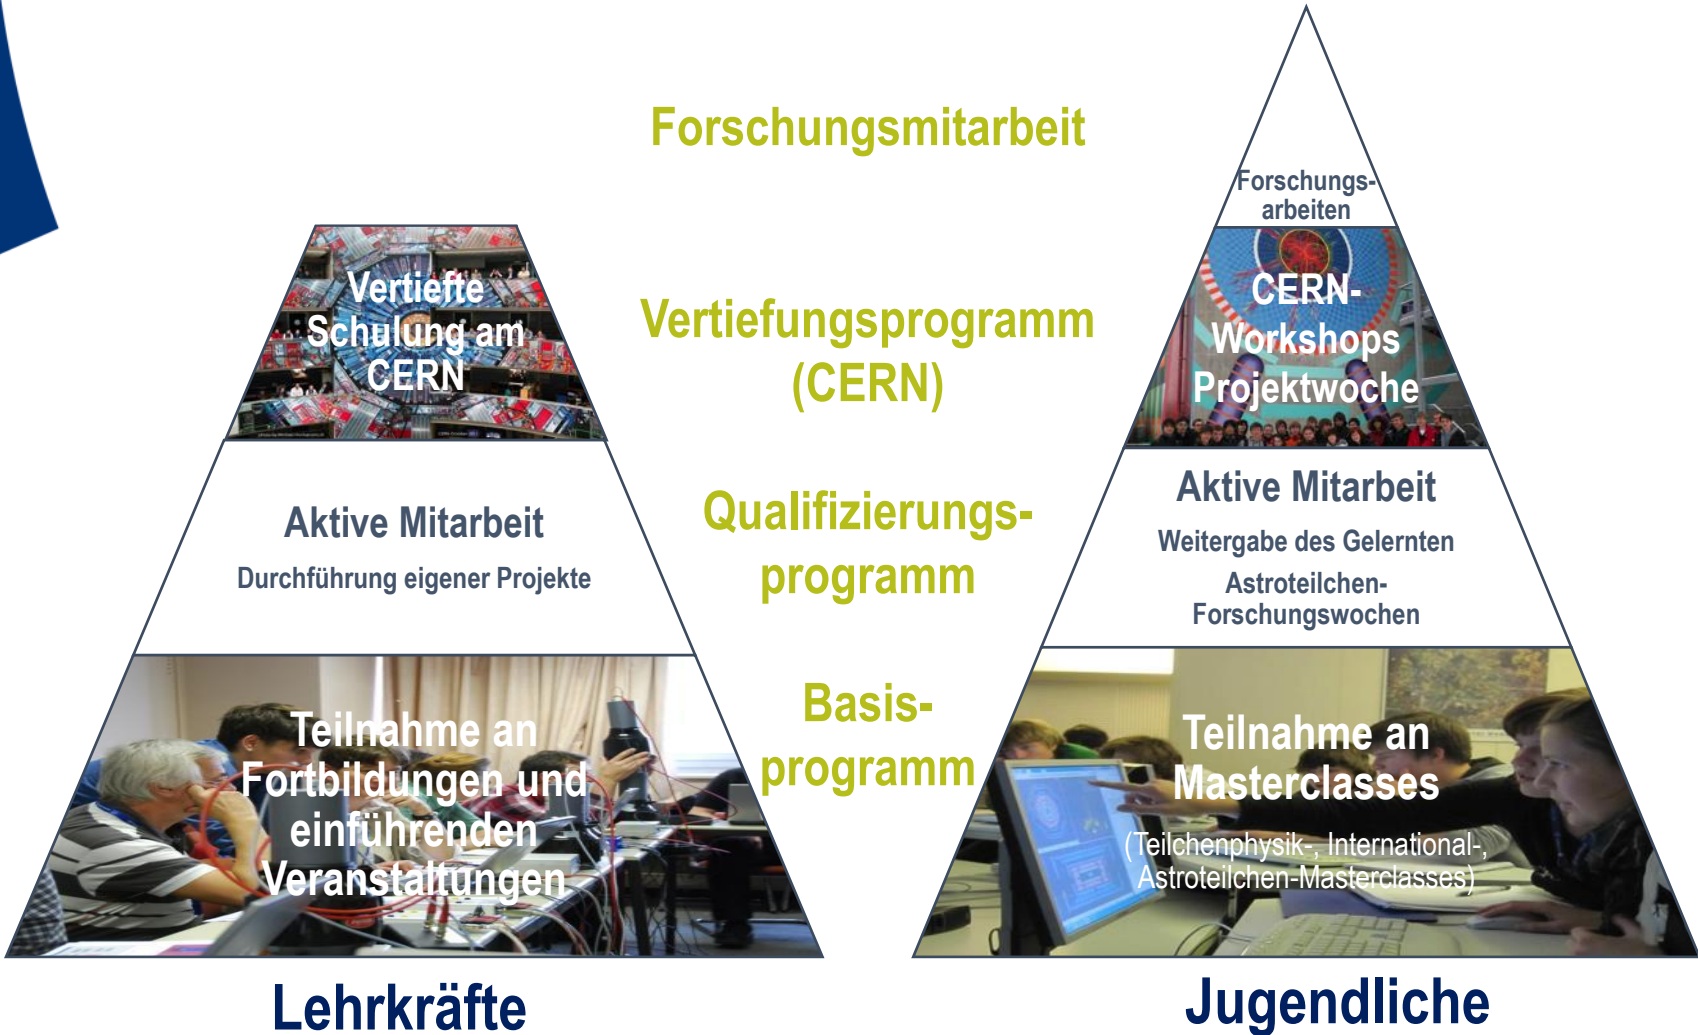 Forschungsmitarbeit
Forschungs-
arbeiten
Vertiefte
Schulung am
CERN
Vertiefungsprogramm
(CERN)
CERN-
Workshops
Projektwoche
Aktive Mitarbeit
Durchführung eigener Projekte
Qualifizierungs-
programm
Aktive Mitarbeit
Weitergabe des Gelernten
Astroteilchen-
Forschungswochen
Teilnahme an
Fortbildungen und
einführenden
Veranstaltungen
Basis-
programm
Teilnahme an
Masterclasses
(Teilchenphysik-, International-,
Astroteilchen-Masterclasses)
Lehrkräfte
Jugendliche